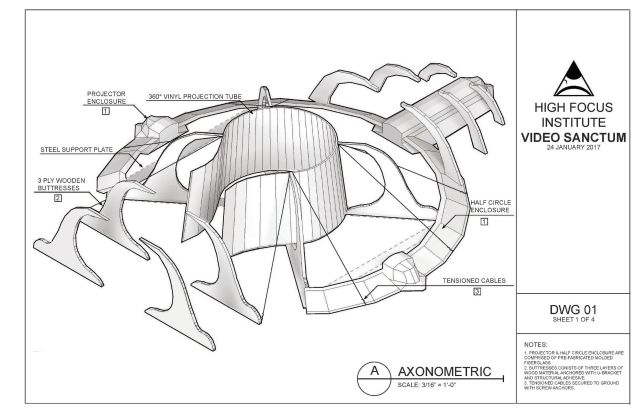 PROJECTOR
ENCLOSURE
1
360° VINYL PROJECTION TUBE
STEEL SUPPORT PLATE
3 PLY WOODEN
BUTTRESSES
2
HALF CIRCLE
ENCLOSURE
1
TENSIONED CABLES
3
A
AXONOMETRIC
SCALE: 3/16" = 1'-0"
HIGH FOCUS
INSTITUTE
VIDEO SANCTUM
24 JANUARY 2017
DWG 01
SHEET 1 OF 4
NOTES:
1. PROJECTOR & HALF CIRCLE ENCLOSURE ARE
COMPRISED OF PRE-FABRICATED MOLDED
FIBERGLASS.
2. BUTTRESSES CONSISTS OF THREE LAYERS OF
WOOD MATERIAL ANCHORED WITH U-BRACKET
AND STRUCTURAL ADHESIVE.
3. TENSIONED CABLES SECURED TO GROUND
WITH SCREW ANCHORS.